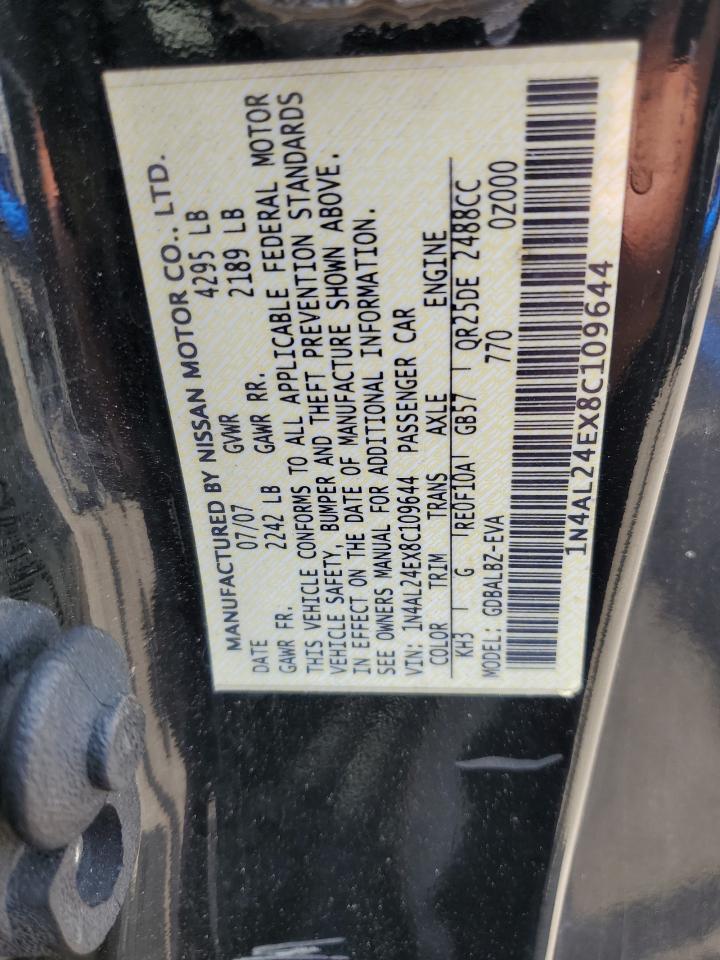 MANUFACTURED BY NISSAN MOTOR CO., LTD.
DATE 07/07 GVWR 4295 LB
GAWR FR. 2242 LB GAWR RR. 2189 LB
THIS VEHICLE CONFORMS TO ALL APPLICABLE FEDERAL MOTOR
VEHICLE SAFETY, BUMPER AND THEFT PREVENTION STANDARDS
IN EFFECT ON THE DATE OF MANUFACTURE SHOWN ABOVE.
SEE OWNERS MANUAL FOR ADDITIONAL INFORMATION.
VIN: 1N4AL24EX8C109644 PASSENGER CAR
COLOR TRIM TRANS AXLE ENGINE
KH3 G RE0F10A GB57 QR25DE 2488CC
MODEL: GDBALBZ-EVA 770 0Z000
1N4AL24EX8C109644